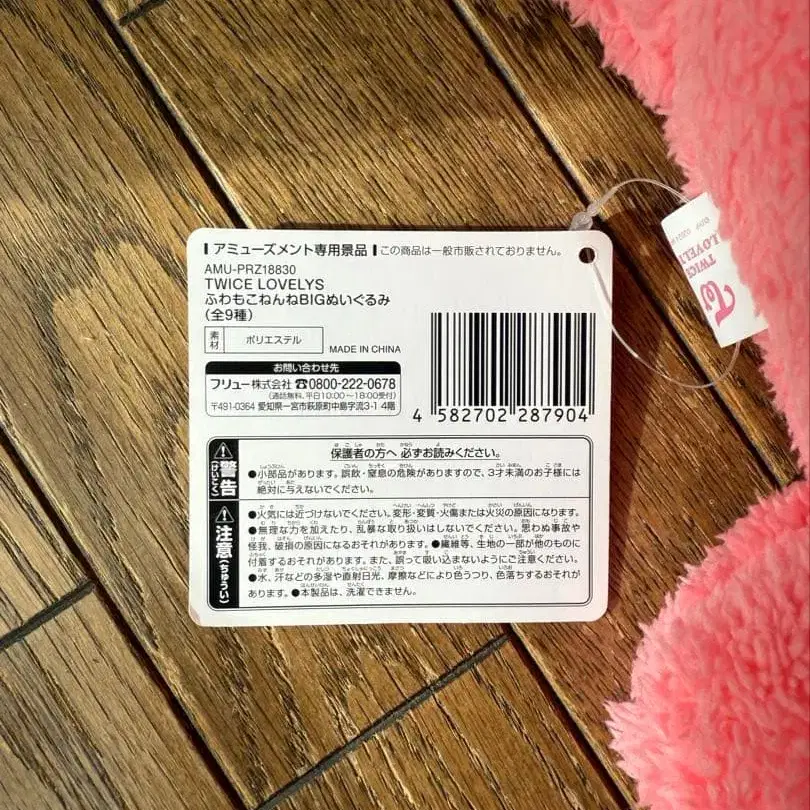 アミューズメント専用景品 この商品は一般市販されておりません。
AMU-PRZ18830
TWICE LOVELYS
ふわもこねんねBIGぬいぐるみ
(全9種)
素材 ポリエステル
MADE IN CHINA
お問い合わせ先
フリュー株式会社 ☎0800-222-0678
(通話無料、平日10:00～18:00受付)
〒491-0364 愛知県一宮市萩原町中島字流3-1 4階
4 582702 287904
保護者の方へ 必ずお読みください。
警告(けいこく)
●小部品があります。誤飲・窒息の危険がありますので、3才未満のお子様には
絶対に与えないでください。
注意(ちゅうい)
●火気には近づけないでください。変形・変質・火傷または火災の原因になります。
●無理な力を加えたり、乱暴な取り扱いはしないでください。思わぬ事故や
怪我、破損の原因になるおそれがあります。●繊維等、生地の一部が他のものに
付着するおそれがあります。また、誤って吸い込まないようにご注意ください。
●水、汗などの多湿や直射日光、摩擦などにより色うつり、色落ちするおそれが
あります。●本製品は、洗濯できません。
TWICE
LOVELY